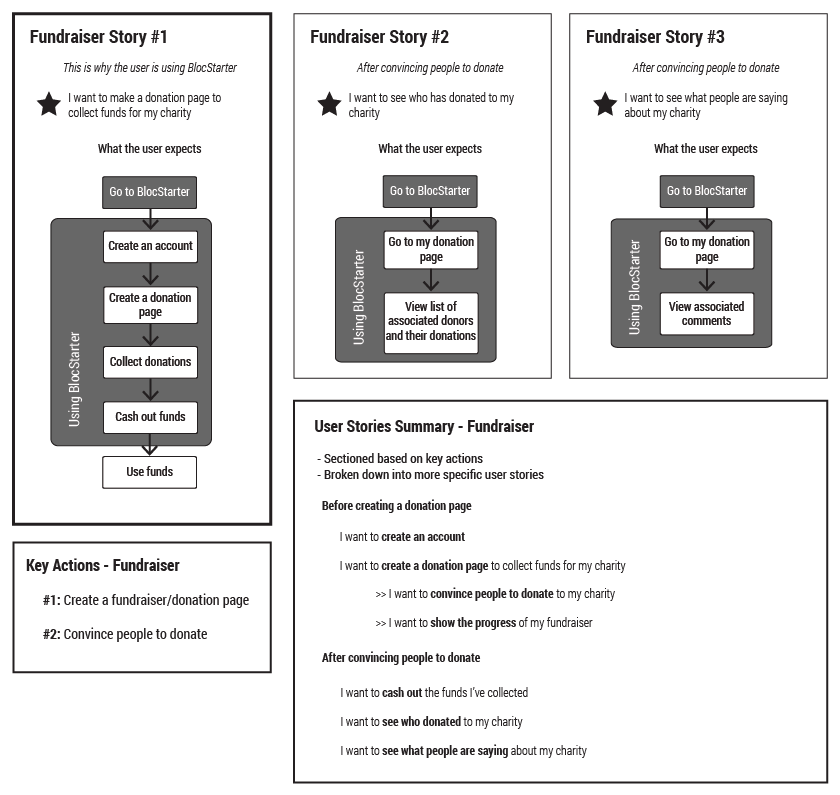 Fundraiser Story #1
This is why the user is using BlocStarter
I want to make a donation page to
collect funds for my charity
What the user expects
Go to BlocStarter
Using BlocStarter
Create an account
Create a donation
page
Collect donations
Cash out funds
Use funds
Fundraiser Story #2
After convincing people to donate
I want to see who has donated to my
charity
What the user expects
Go to BlocStarter
Using BlocStarter
Go to my donation
page
View list of
associated donors
and their donations
Fundraiser Story #3
After convincing people to donate
I want to see what people are saying
about my charity
What the user expects
Go to BlocStarter
Using BlocStarter
Go to my donation
page
View associated
comments
Key Actions - Fundraiser
#1: Create a fundraiser/donation page
#2: Convince people to donate
User Stories Summary - Fundraiser
- Sectioned based on key actions
- Broken down into more specific user stories
Before creating a donation page
I want to create an account
I want to create a donation page to collect funds for my charity
>> I want to convince people to donate to my charity
>> I want to show the progress of my fundraiser
After convincing people to donate
I want to cash out the funds I've collected
I want to see who donated to my charity
I want to see what people are saying about my charity